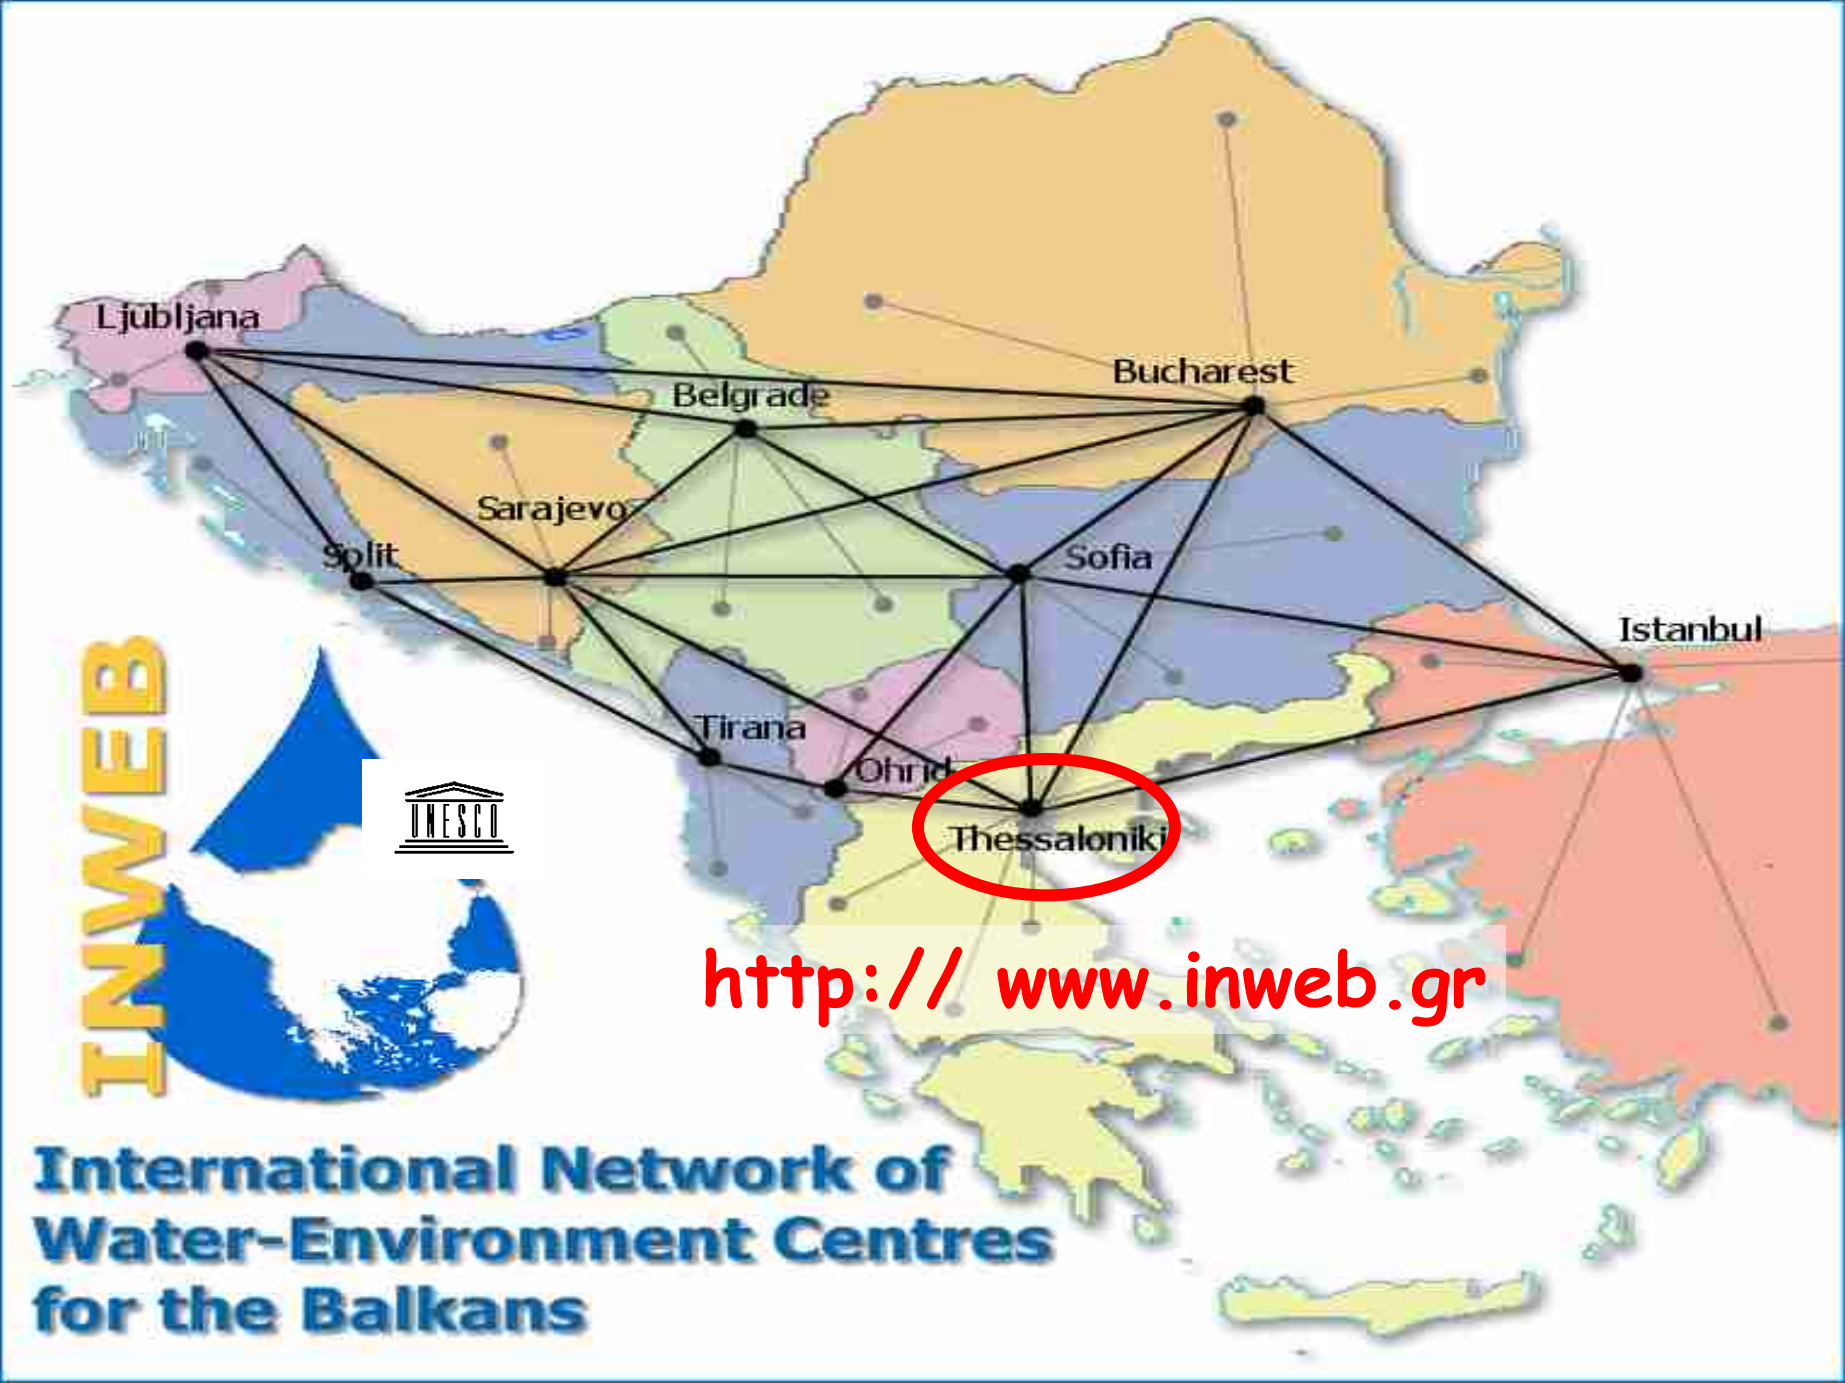 Ljubljana
Bucharest
Belgrade
Sarajevo
Split
Sofia
Istanbul
Tirana
Ohrid
Thessaloniki
INWEB
UNESCO
http:// www.inweb.gr
International Network of
Water-Environment Centres
for the Balkans